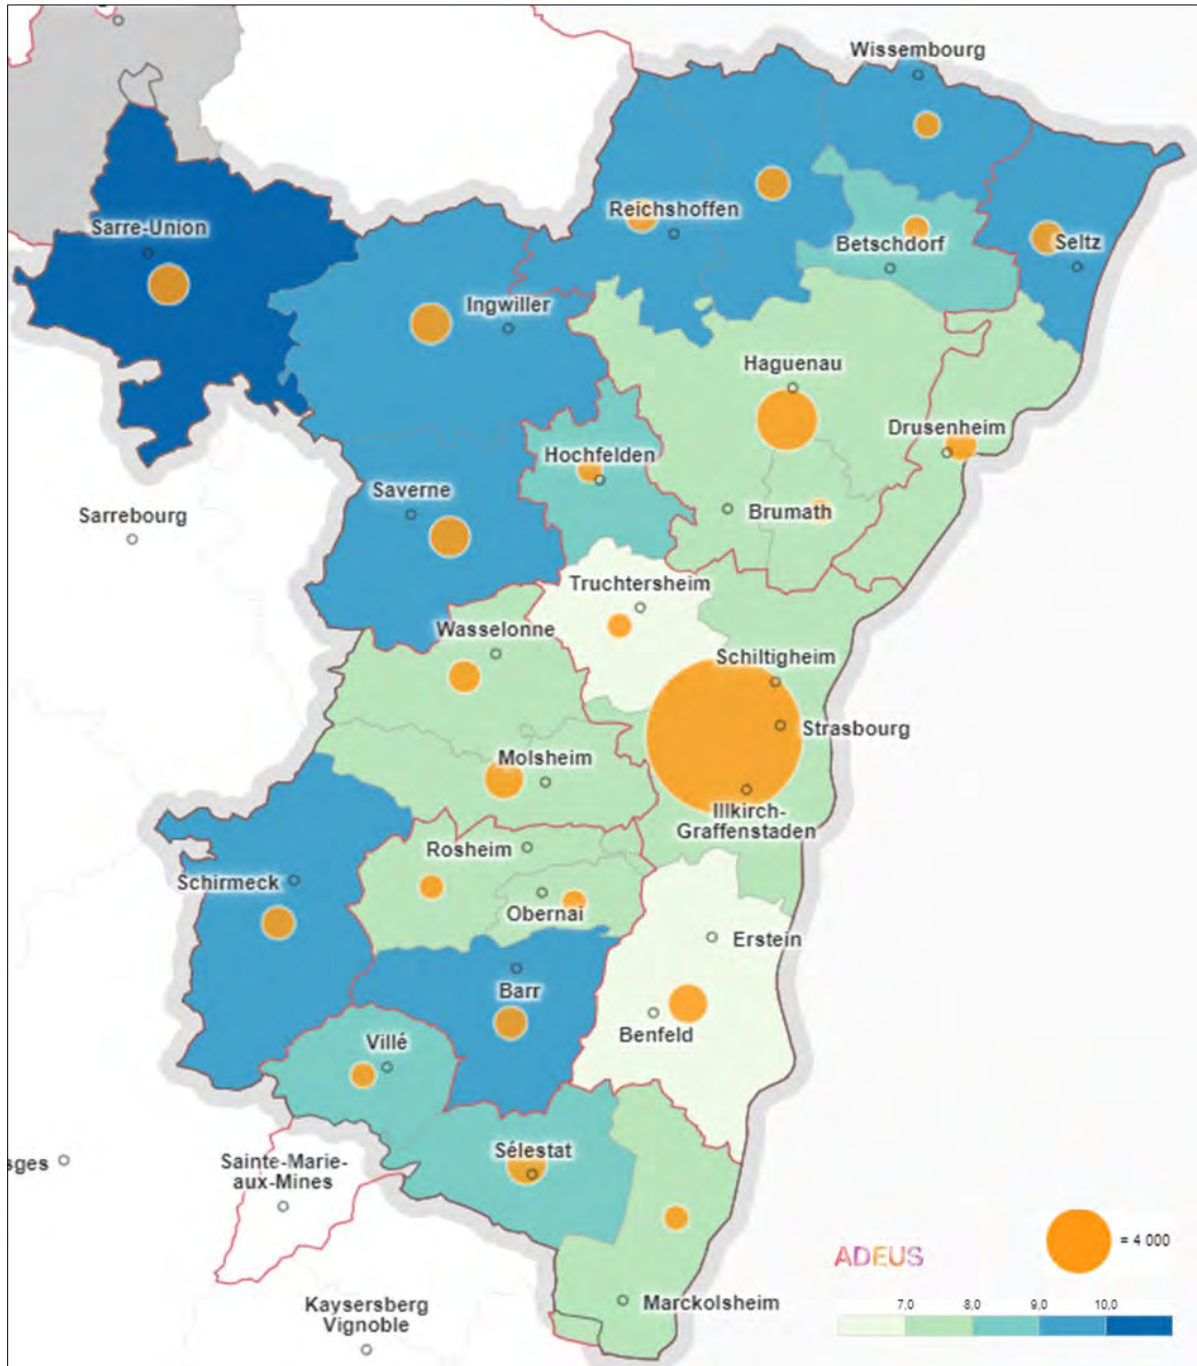 Wissembourg
Reichshoffen
Sarre-Union
Betschdorf
Seltz
Ingwiller
Haguenau
Drusenheim
Hochfelden
Saverne
Brumath
Sarrebourg
Truchtersheim
Wasselonne
Schiltigheim
Strasbourg
Molsheim
Illkirch-
Graffenstaden
Rosheim
Schirmeck
Obernai
Erstein
Barr
Benfeld
Villé
Sélestat
sges
Sainte-Marie-
aux-Mines
ADEUS
= 4 000
Kaysersberg
Vignoble
Marckolsheim
7,0 8,0 9,0 10,0